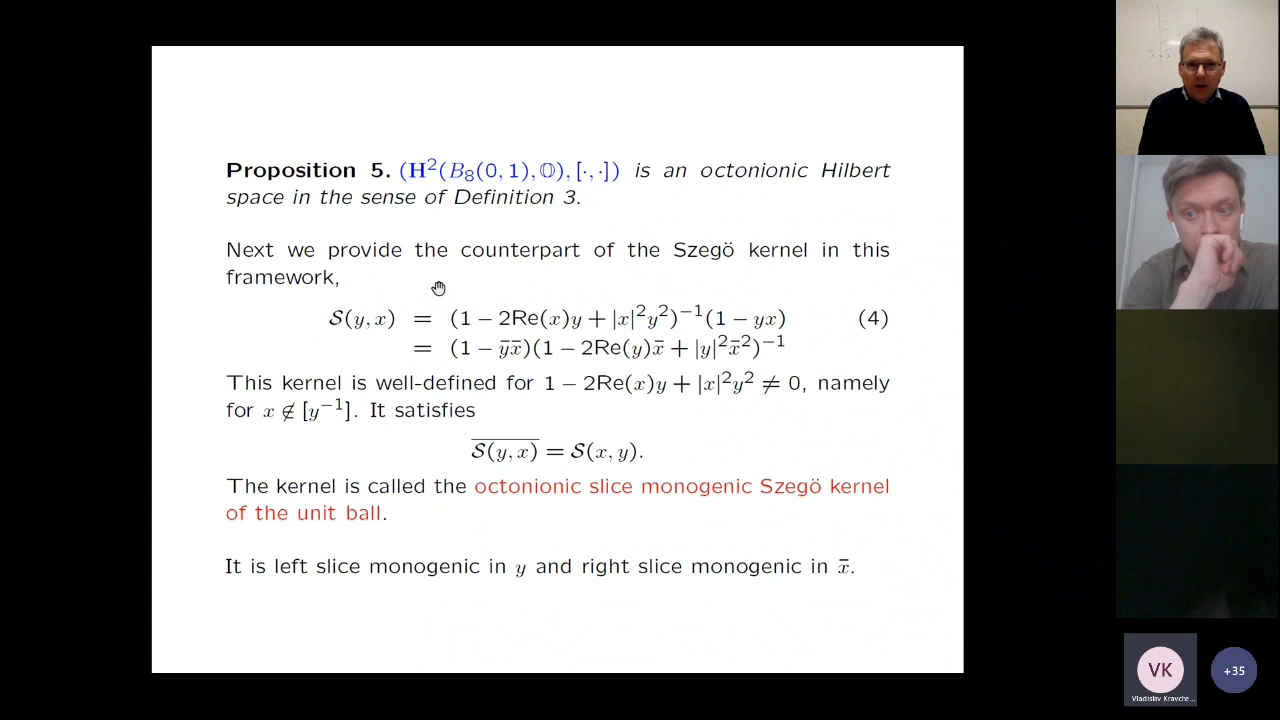 Proposition 5. (H²(B₈(0, 1), 𝕆), [·, ·]) is an octonionic Hilbert
space in the sense of Definition 3.
Next we provide the counterpart of the Szegö kernel in this
framework,
𝒮(y, x) = (1 − 2Re(x)y + |x|²y²)⁻¹(1 − yx) (4)
= (1 − ȳx̄)(1 − 2Re(y)x̄ + |y|²x̄²)⁻¹
This kernel is well-defined for 1 − 2Re(x)y + |x|²y² ≠ 0, namely
for x ∉ [y⁻¹]. It satisfies
\overline{𝒮(y, x)} = 𝒮(x, y).
The kernel is called the octonionic slice monogenic Szegö kernel
of the unit ball.
It is left slice monogenic in y and right slice monogenic in x̄.
VK
Vladislav Kravche...
+35